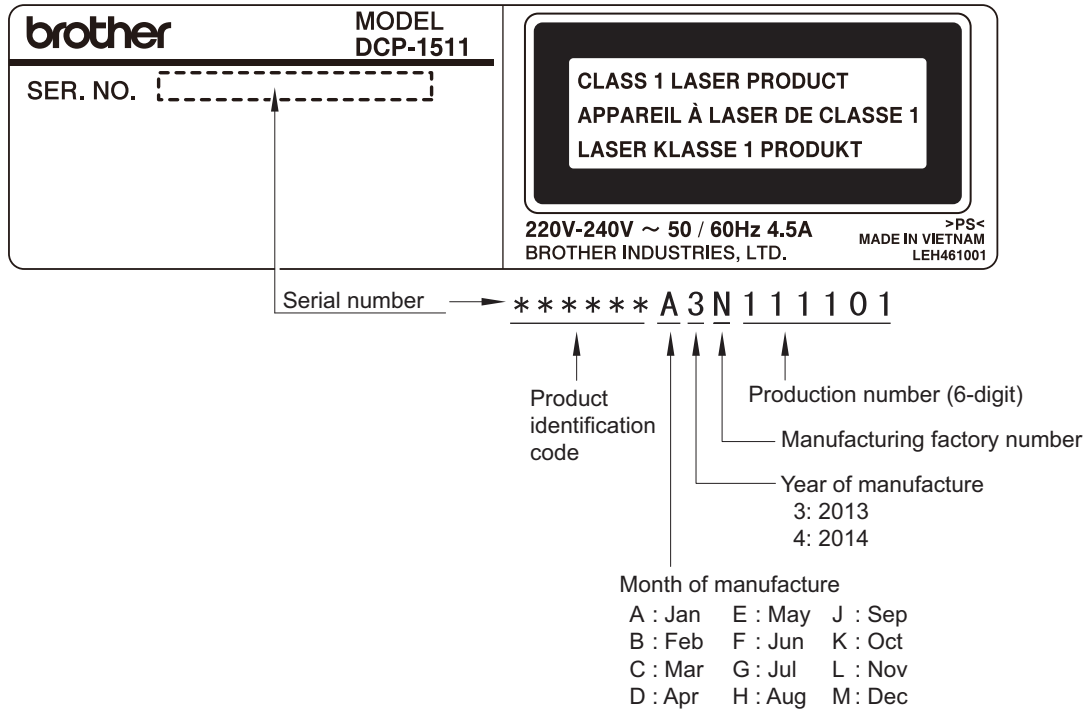 brother
MODEL
DCP-1511
SER. NO.
CLASS 1 LASER PRODUCT
APPAREIL À LASER DE CLASSE 1
LASER KLASSE 1 PRODUKT
220V-240V ~ 50 / 60Hz 4.5A
BROTHER INDUSTRIES, LTD.
>PS<
MADE IN VIETNAM
LEH461001
Serial number
****** A 3 N 111101
Product
identification
code
Production number (6-digit)
Manufacturing factory number
Year of manufacture
3: 2013
4: 2014
Month of manufacture
A : Jan E : May J : Sep
B : Feb F : Jun K : Oct
C : Mar G : Jul L : Nov
D : Apr H : Aug M : Dec